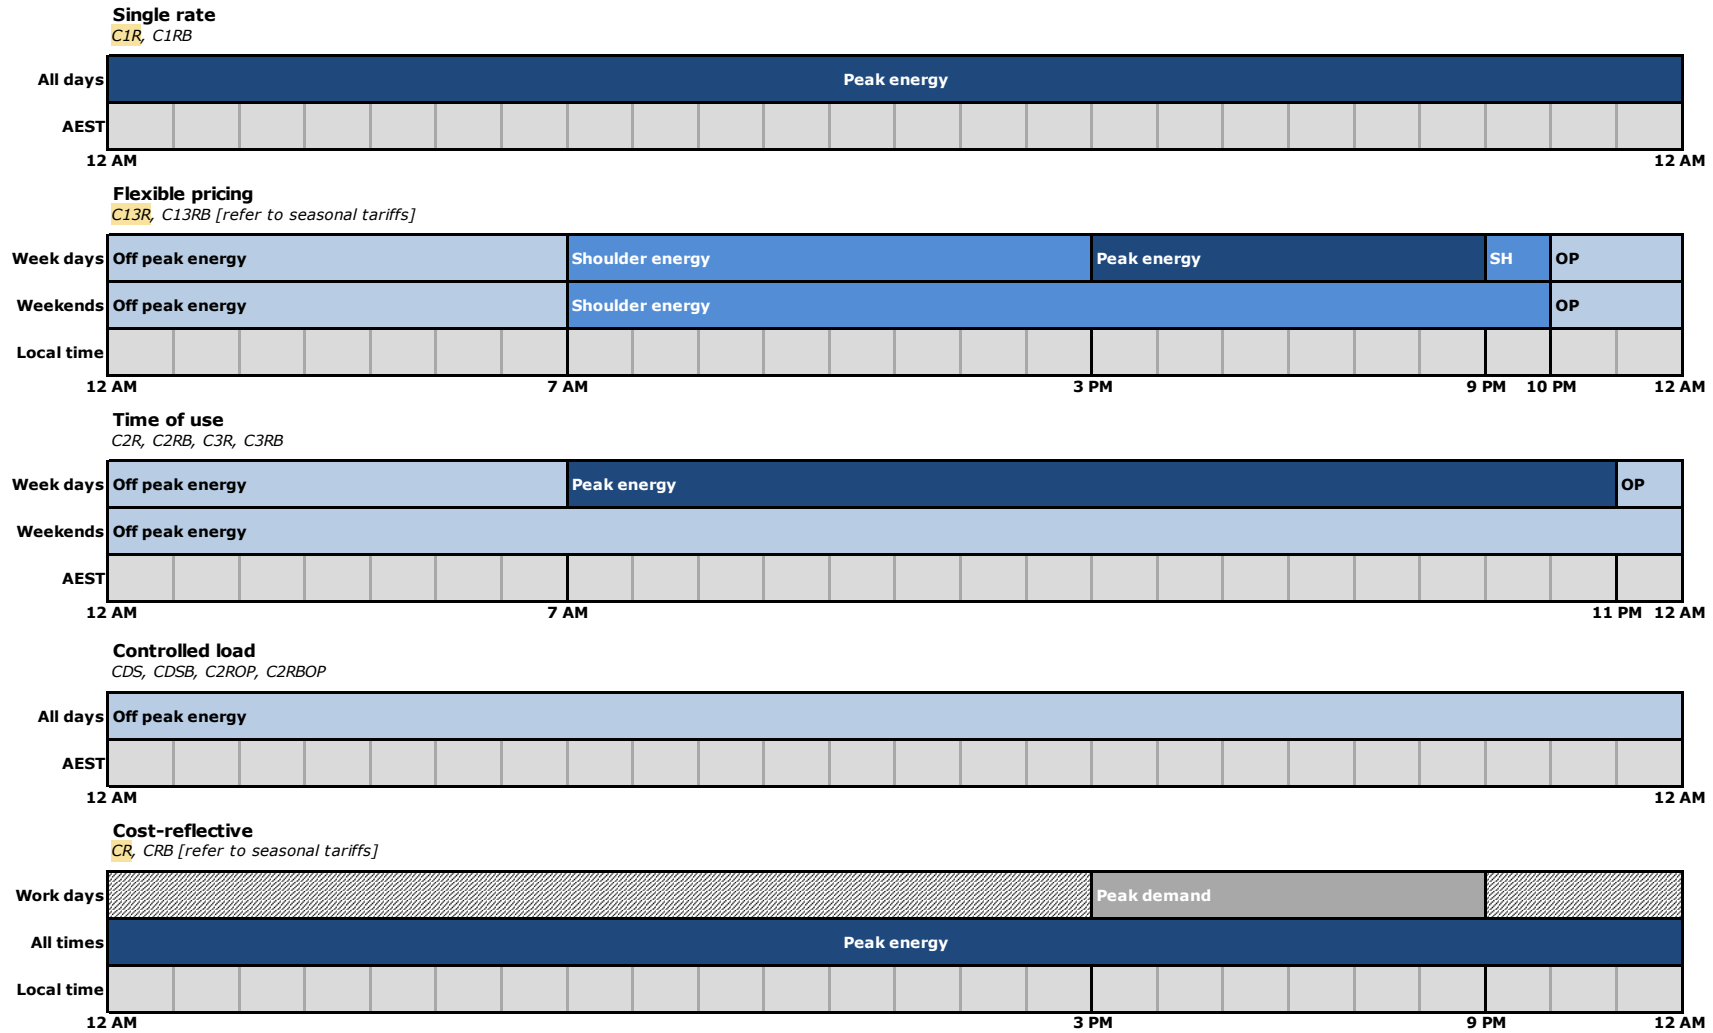 Single rate
C1R, C1RB
All days Peak energy
AEST
12 AM 12 AM
Flexible pricing
C13R, C13RB [refer to seasonal tariffs]
Week days Off peak energy Shoulder energy Peak energy SH OP
Weekends Off peak energy Shoulder energy OP
Local time
12 AM 7 AM 3 PM 9 PM 10 PM 12 AM
Time of use
C2R, C2RB, C3R, C3RB
Week days Off peak energy Peak energy OP
Weekends Off peak energy
AEST
12 AM 7 AM 11 PM 12 AM
Controlled load
CDS, CDSB, C2ROP, C2RBOP
All days Off peak energy
AEST
12 AM 12 AM
Cost-reflective
CR, CRB [refer to seasonal tariffs]
Work days Peak demand
All times Peak energy
Local time
12 AM 3 PM 9 PM 12 AM